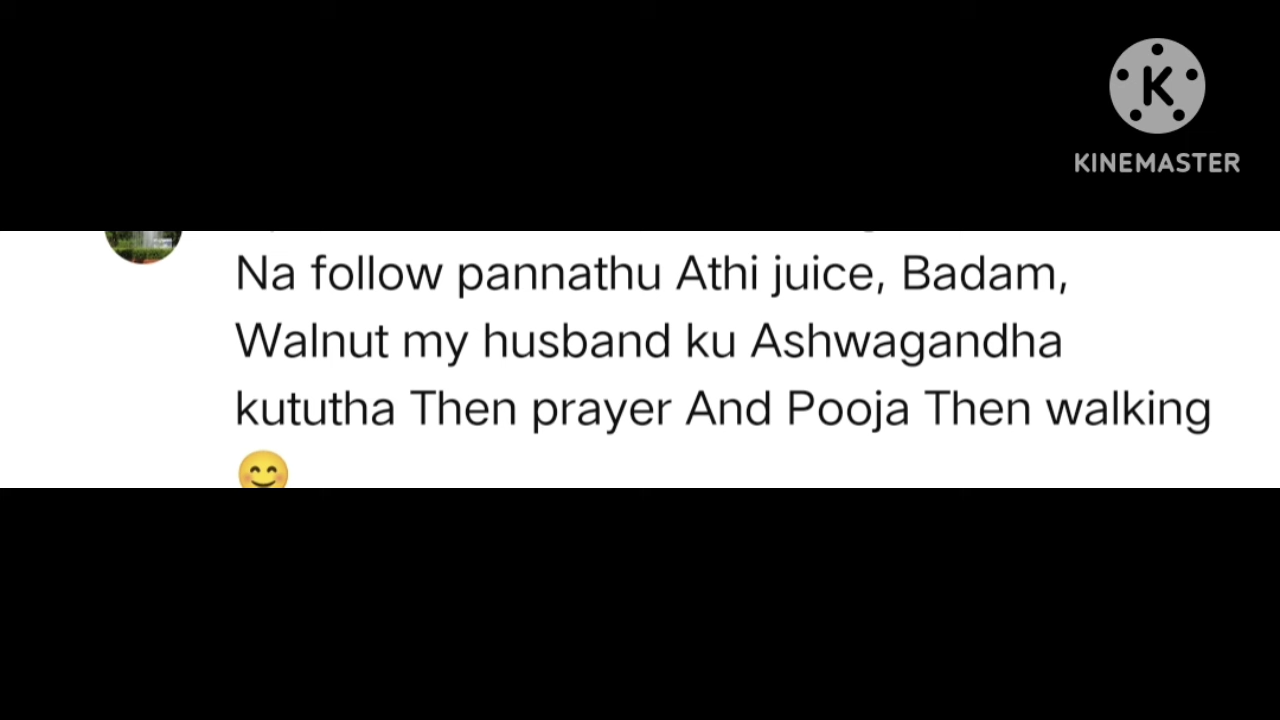 KINEMASTER
Na follow pannathu Athi juice, Badam,
Walnut my husband ku Ashwagandha
kututha Then prayer And Pooja Then walking
😊